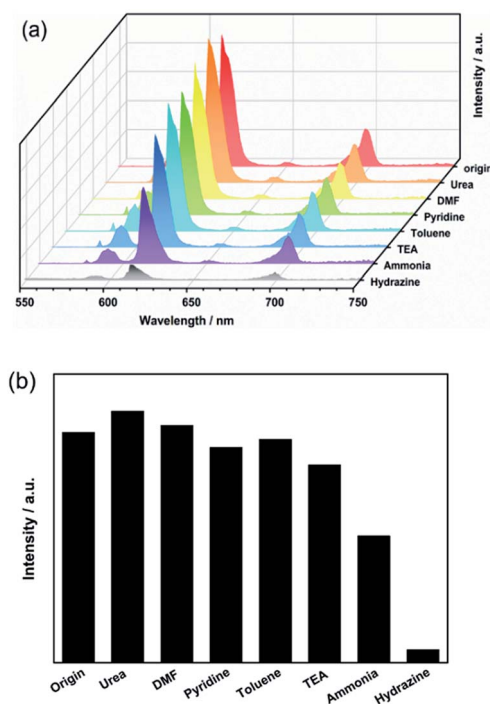 (a)
Intensity / a.u.
origin
Urea
DMF
Pyridine
Toluene
TEA
Ammonia
Hydrazine
550 600 650 700 750
Wavelength / nm
(b)
Intensity / a.u.
Origin Urea DMF Pyridine Toluene TEA Ammonia Hydrazine